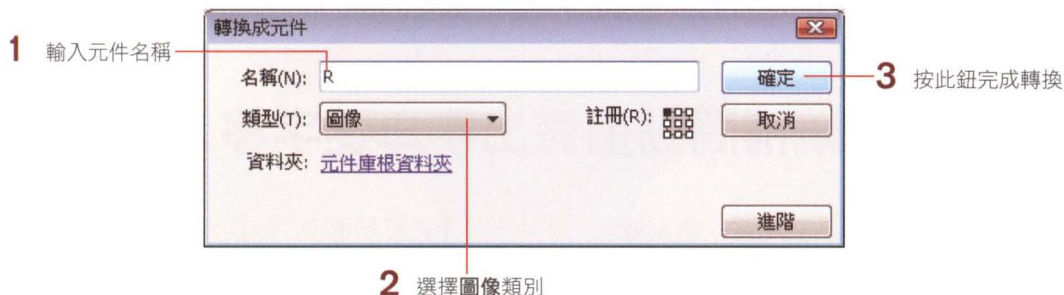 轉換成元件
1 輸入元件名稱
名稱(N): R
確定
3 按此鈕完成轉換
類型(T): 圖像
註冊(R):
取消
資料夾: 元件庫根資料夾
進階
2 選擇圖像類別